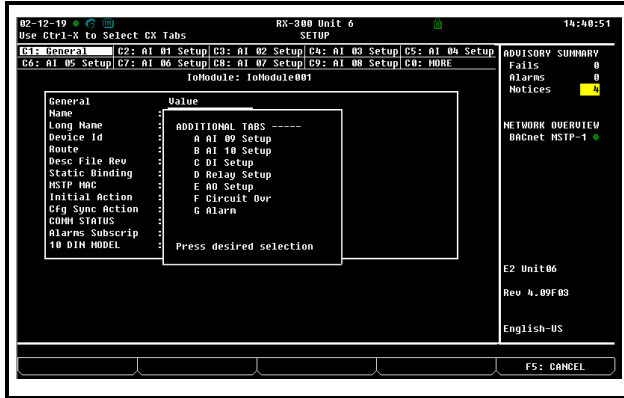 02-12-19 RX-300 Unit 6 14:40:51
Use Ctrl-X to Select CX Tabs SETUP
C1: General C2: AI 01 Setup C3: AI 02 Setup C4: AI 03 Setup C5: AI 04 Setup
C6: AI 05 Setup C7: AI 06 Setup C8: AI 07 Setup C9: AI 08 Setup C0: MORE
IoModule: IoModule001
General Value
Name :
Long Name :
Device Id :
Route :
Desc File Rev :
Static Binding :
MSTP MAC :
Initial Action :
Cfg Sync Action :
COMM STATUS :
Alarms Subscrip :
10 DIN MODEL :
ADDITIONAL TABS -----
A AI 09 Setup
B AI 10 Setup
C DI Setup
D Relay Setup
E AO Setup
F Circuit Ovr
G Alarm
Press desired selection
ADVISORY SUMMARY
Fails 0
Alarms 0
Notices 4
NETWORK OVERVIEW
BACnet MSTP-1
E2 Unit06
Rev 4.09F03
English-US
F5: CANCEL